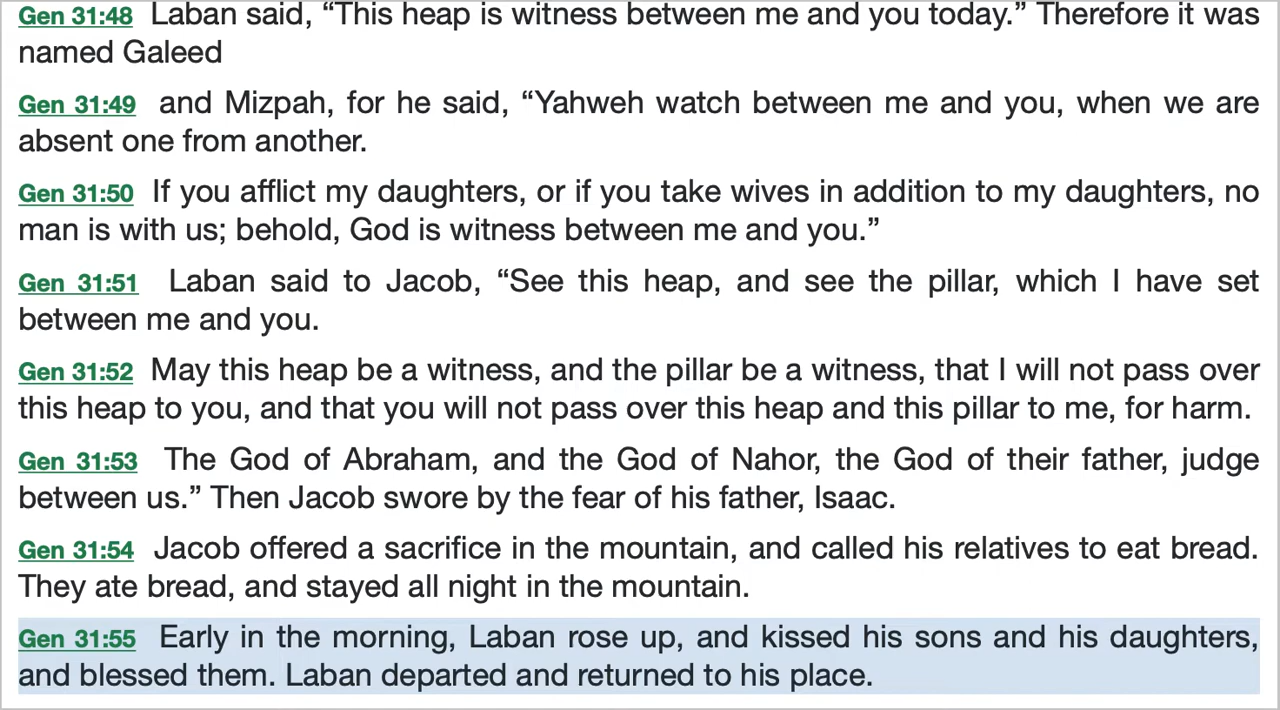 Gen 31:48 Laban said, “This heap is witness between me and you today.” Therefore it was
named Galeed
Gen 31:49 and Mizpah, for he said, “Yahweh watch between me and you, when we are
absent one from another.
Gen 31:50 If you afflict my daughters, or if you take wives in addition to my daughters, no
man is with us; behold, God is witness between me and you.”
Gen 31:51 Laban said to Jacob, “See this heap, and see the pillar, which I have set
between me and you.
Gen 31:52 May this heap be a witness, and the pillar be a witness, that I will not pass over
this heap to you, and that you will not pass over this heap and this pillar to me, for harm.
Gen 31:53 The God of Abraham, and the God of Nahor, the God of their father, judge
between us.” Then Jacob swore by the fear of his father, Isaac.
Gen 31:54 Jacob offered a sacrifice in the mountain, and called his relatives to eat bread.
They ate bread, and stayed all night in the mountain.
Gen 31:55 Early in the morning, Laban rose up, and kissed his sons and his daughters,
and blessed them. Laban departed and returned to his place.